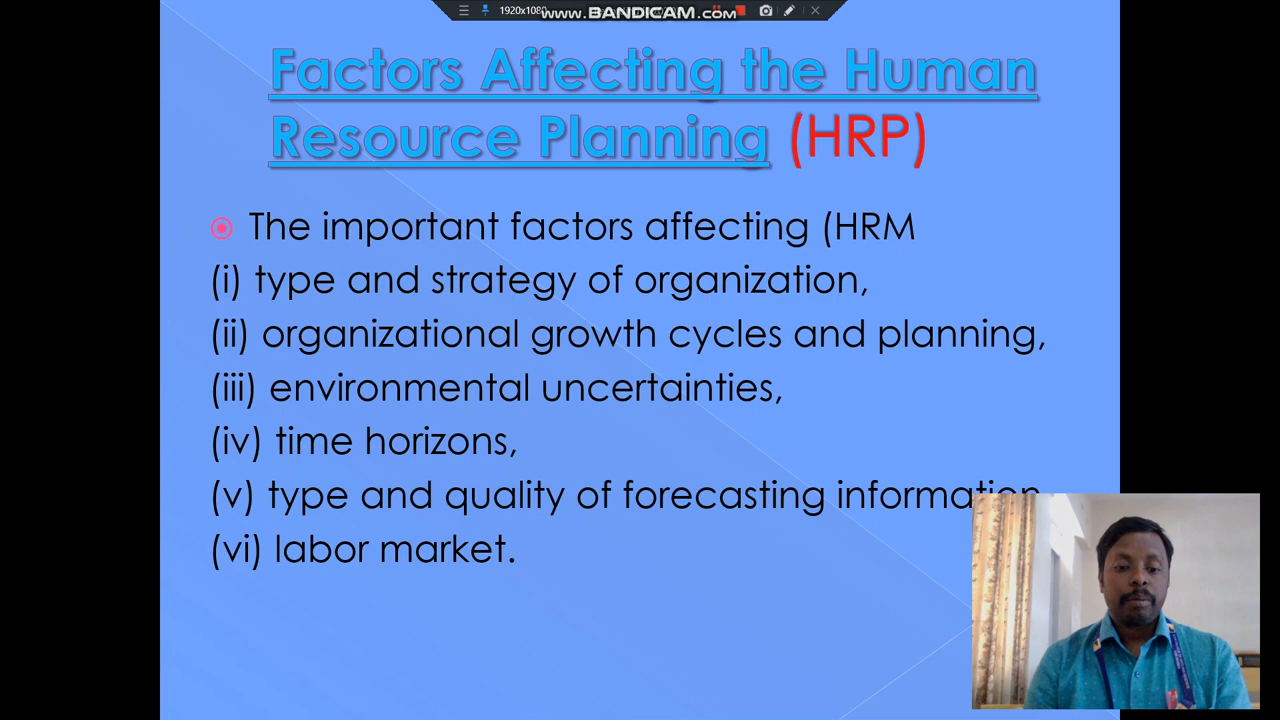 1920x1080
www.BANDICAM.com
Factors Affecting the Human
Resource Planning (HRP)
The important factors affecting (HRM
(i) type and strategy of organization,
(ii) organizational growth cycles and planning,
(iii) environmental uncertainties,
(iv) time horizons,
(v) type and quality of forecasting information
(vi) labor market.